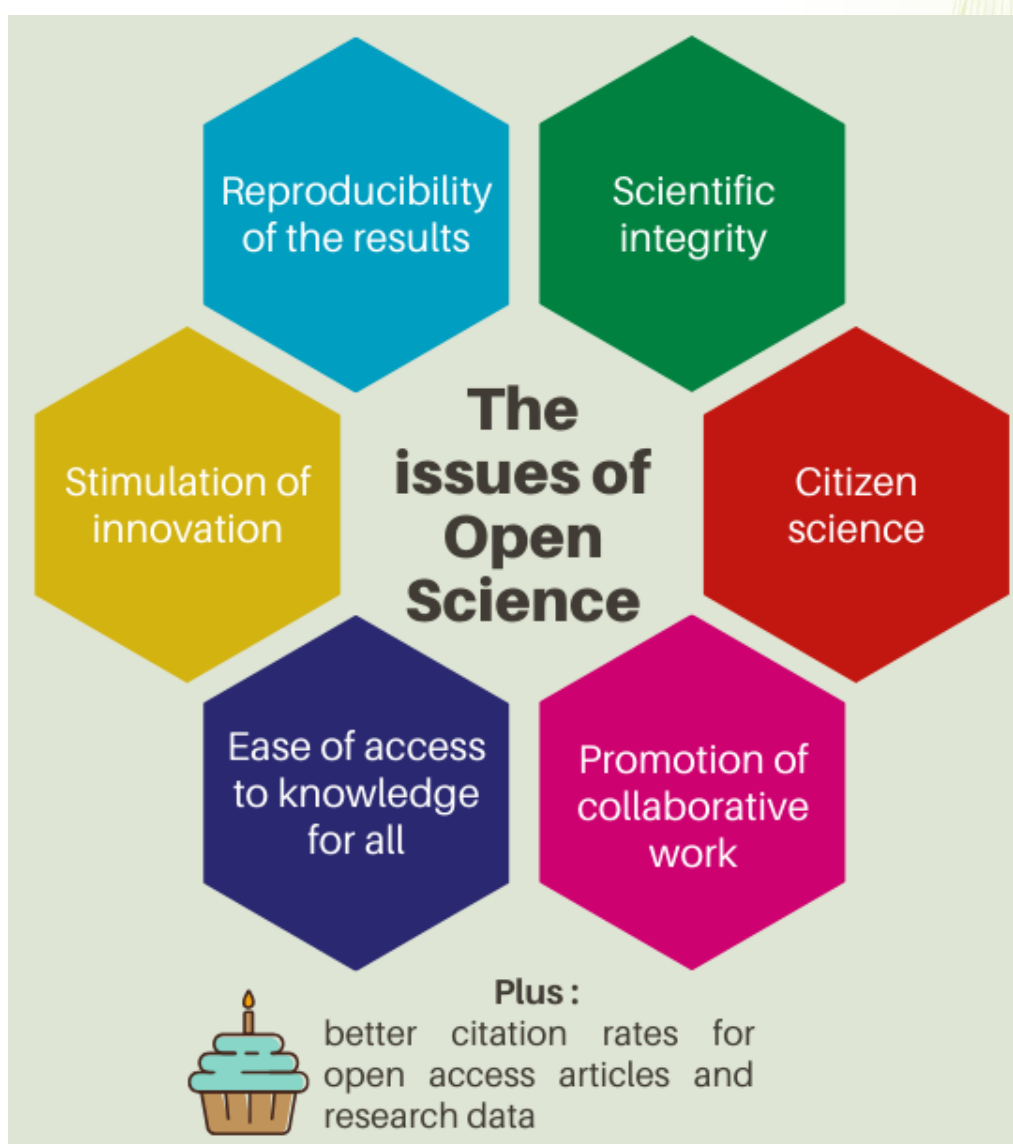 Reproducibility
of the results
Scientific
integrity
Stimulation of
innovation
The
issues of
Open
Science
Citizen
science
Ease of access
to knowledge
for all
Promotion of
collaborative
work
Plus :
better citation rates for
open access articles and
research data